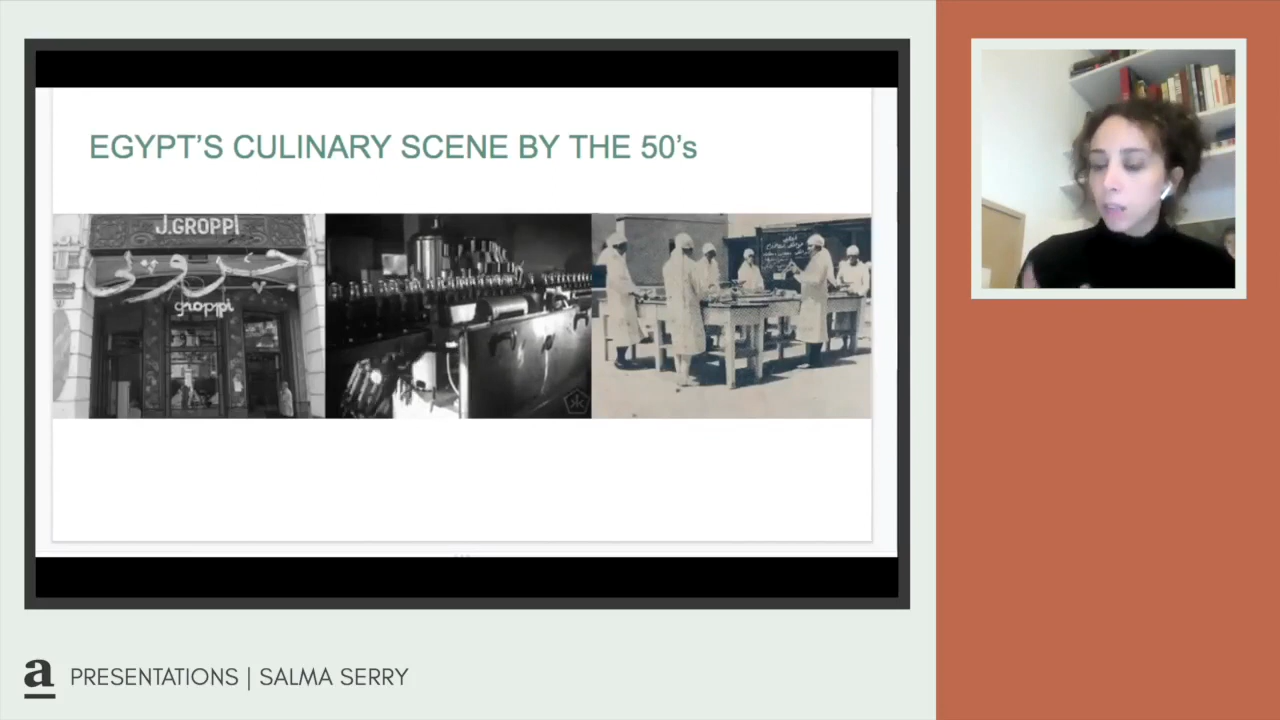 EGYPT'S CULINARY SCENE BY THE 50's
J.GROPPI
جروبي
groppi
a PRESENTATIONS | SALMA SERRY